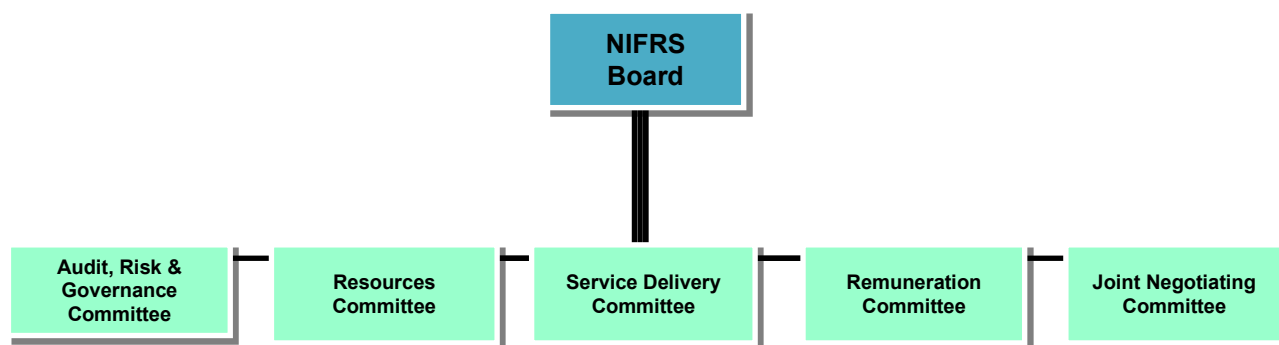 NIFRS
Board
Audit, Risk &
Governance
Committee
Resources
Committee
Service Delivery
Committee
Remuneration
Committee
Joint Negotiating
Committee